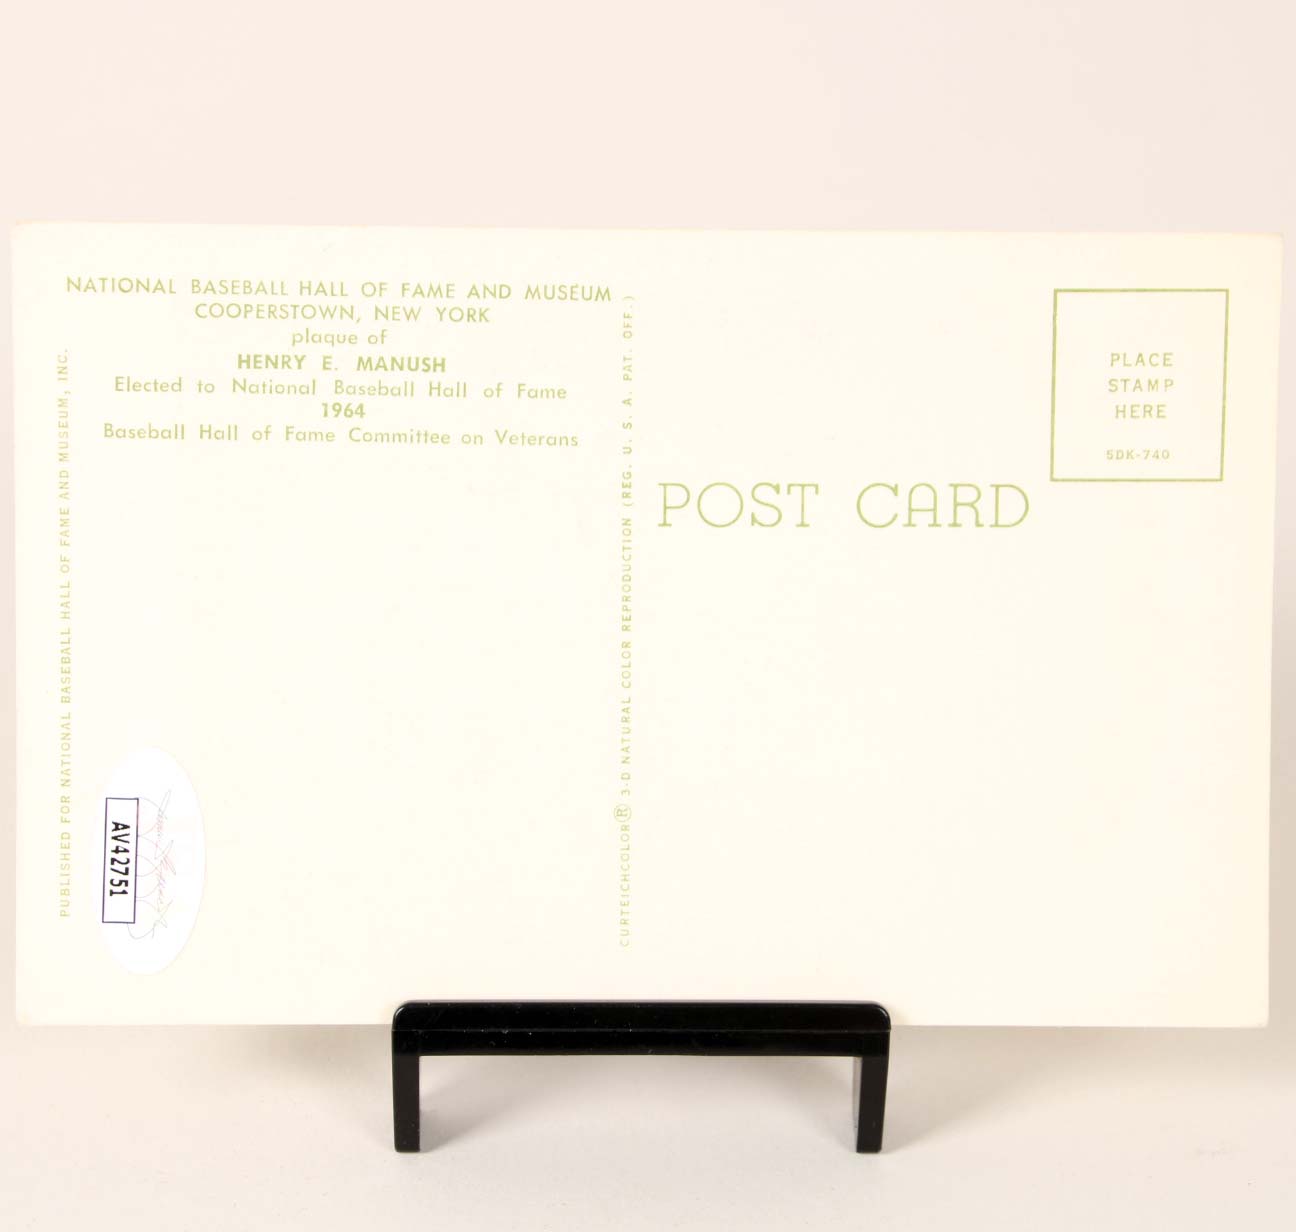 NATIONAL BASEBALL HALL OF FAME AND MUSEUM
COOPERSTOWN, NEW YORK
plaque of
HENRY E. MANUSH
Elected to National Baseball Hall of Fame
1964
Baseball Hall of Fame Committee on Veterans
PUBLISHED FOR NATIONAL BASEBALL HALL OF FAME AND MUSEUM, INC.
AV42751
CURTEICHCOLOR® 3-D NATURAL COLOR REPRODUCTION (REG. U. S. A. PAT. OFF.)
POST CARD
PLACE
STAMP
HERE
5DK-740